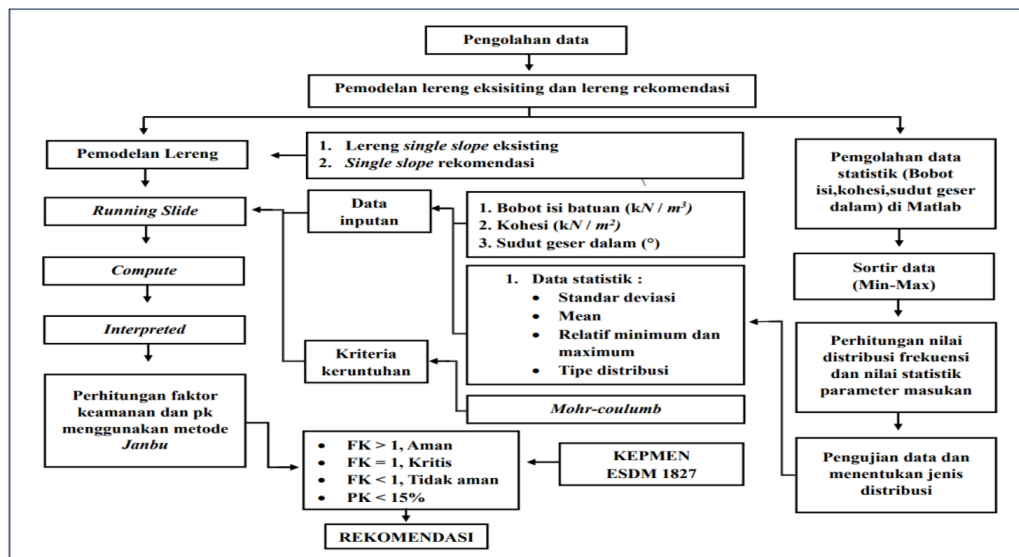 Pengolahan data
Pemodelan lereng eksisiting dan lereng rekomendasi
Pemodelan Lereng
1. Lereng single slope eksisting
2. Single slope rekomendasi
Pemgolahan data
statistik (Bobot
isi,kohesi,sudut geser
dalam) di Matlab
Running Slide
Data
inputan
1. Bobot isi batuan (kN / m³)
2. Kohesi (kN / m²)
3. Sudut geser dalam (°)
Compute
Sortir data
(Min-Max)
1. Data statistik :
• Standar deviasi
• Mean
• Relatif minimum dan
maximum
• Tipe distribusi
Interpreted
Kriteria
keruntuhan
Perhitungan nilai
distribusi frekuensi
dan nilai statistik
parameter masukan
Perhitungan faktor
keamanan dan pk
menggunakan metode
Janbu
Mohr-coulumb
• FK > 1, Aman
• FK = 1, Kritis
• FK < 1, Tidak aman
• PK < 15%
KEPMEN
ESDM 1827
Pengujian data dan
menentukan jenis
distribusi
REKOMENDASI